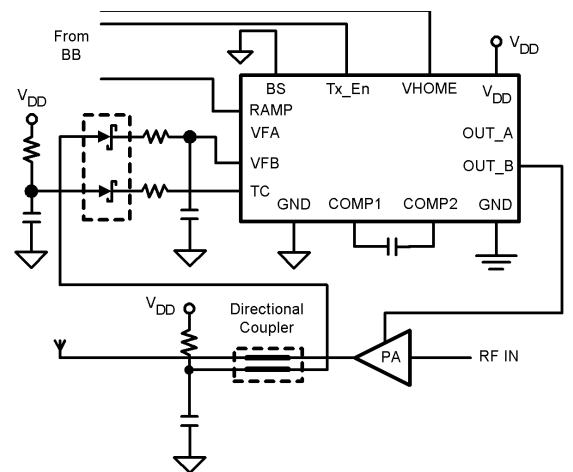 From
BB
VDD
BS
Tx_En
VHOME
VDD
RAMP
VDD
VFA
OUT_A
VFB
OUT_B
TC
GND
COMP1
COMP2
GND
VDD
Directional
Coupler
PA
RF IN